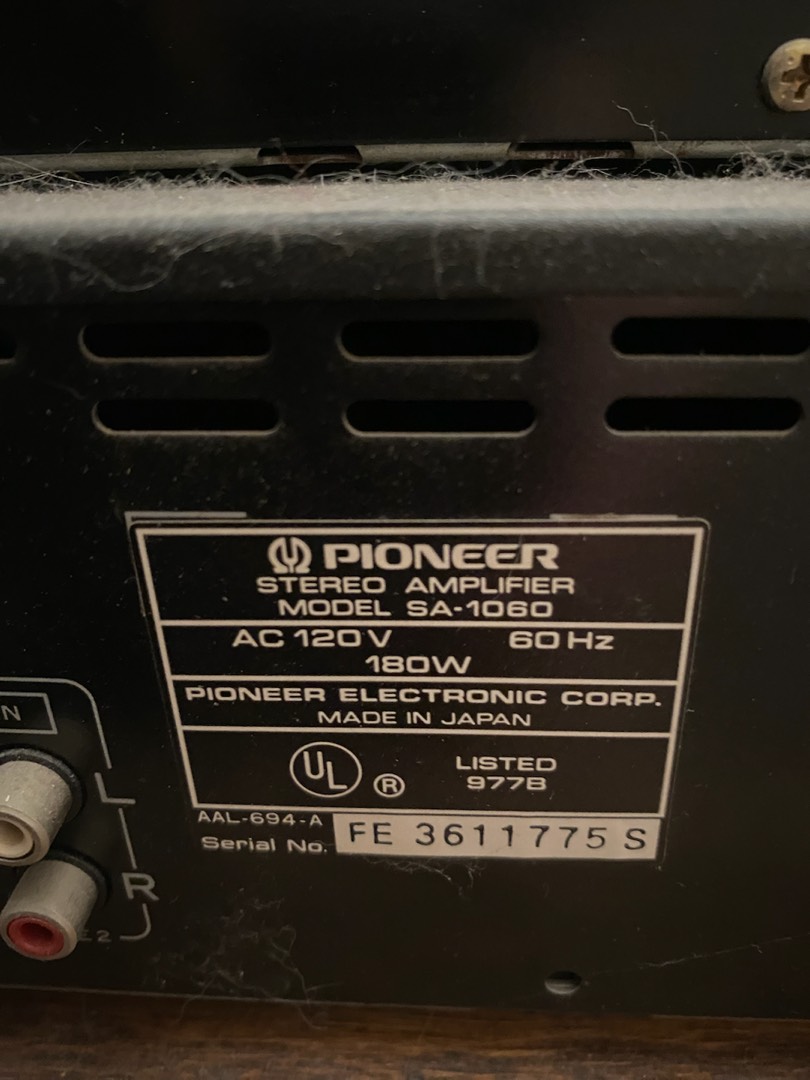 PIONEER
STEREO AMPLIFIER
MODEL SA-1060
AC 120V 60Hz
180W
PIONEER ELECTRONIC CORP.
MADE IN JAPAN
UL ® LISTED
977B
AAL-694-A
Serial No. FE 3611775 S
N
L
R
2